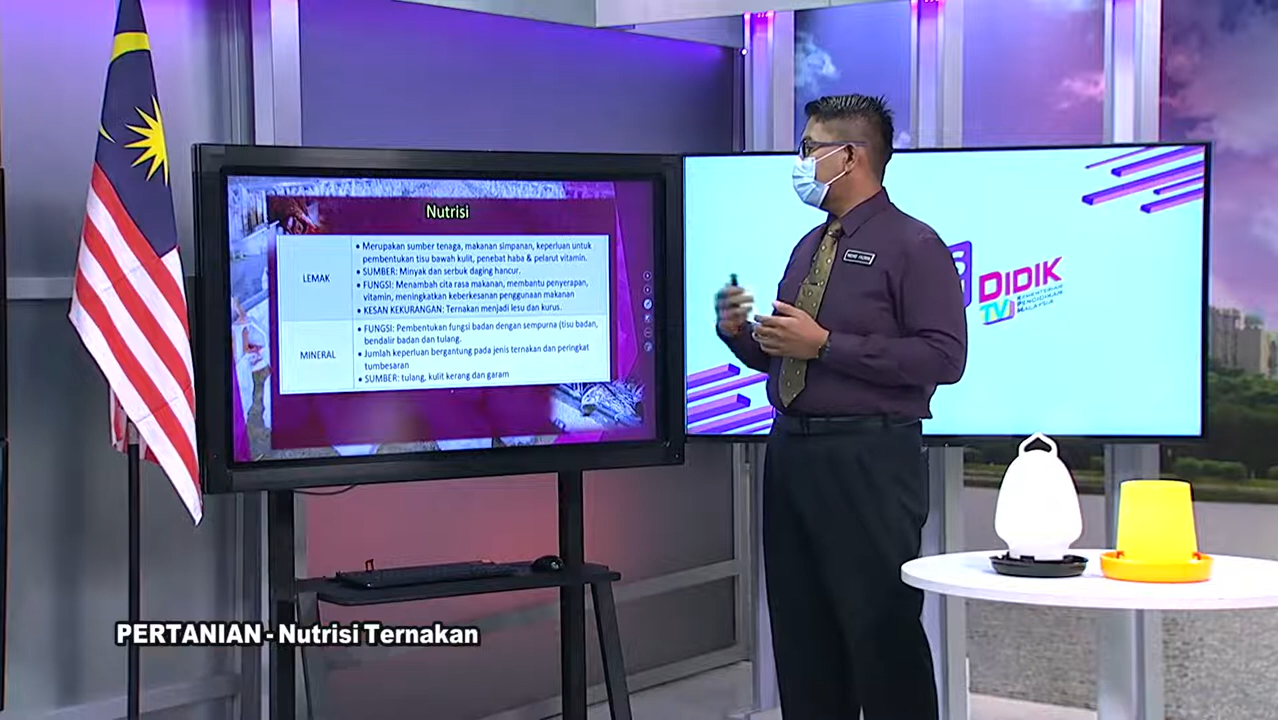 Nutrisi
LEMAK
• Merupakan sumber tenaga, makanan simpanan, keperluan untuk
pembentukan tisu bawah kulit, penebat haba & pelarut vitamin.
• SUMBER: Minyak dan serbuk daging hancur.
• FUNGSI: Menambah cita rasa makanan, membantu penyerapan,
vitamin, meningkatkan keberkesanan penggunaan makanan
• KESAN KEKURANGAN: Ternakan menjadi lesu dan kurus.
MINERAL
• FUNGSI: Pembentukan fungsi badan dengan sempurna (tisu badan,
bendalir badan dan tulang.
• Jumlah keperluan bergantung pada jenis ternakan dan peringkat
tumbesaran
• SUMBER: tulang, kulit kerang dan garam
DIDIK
TV
KEMENTERIAN
PENDIDIKAN
MALAYSIA
PERTANIAN - Nutrisi Ternakan